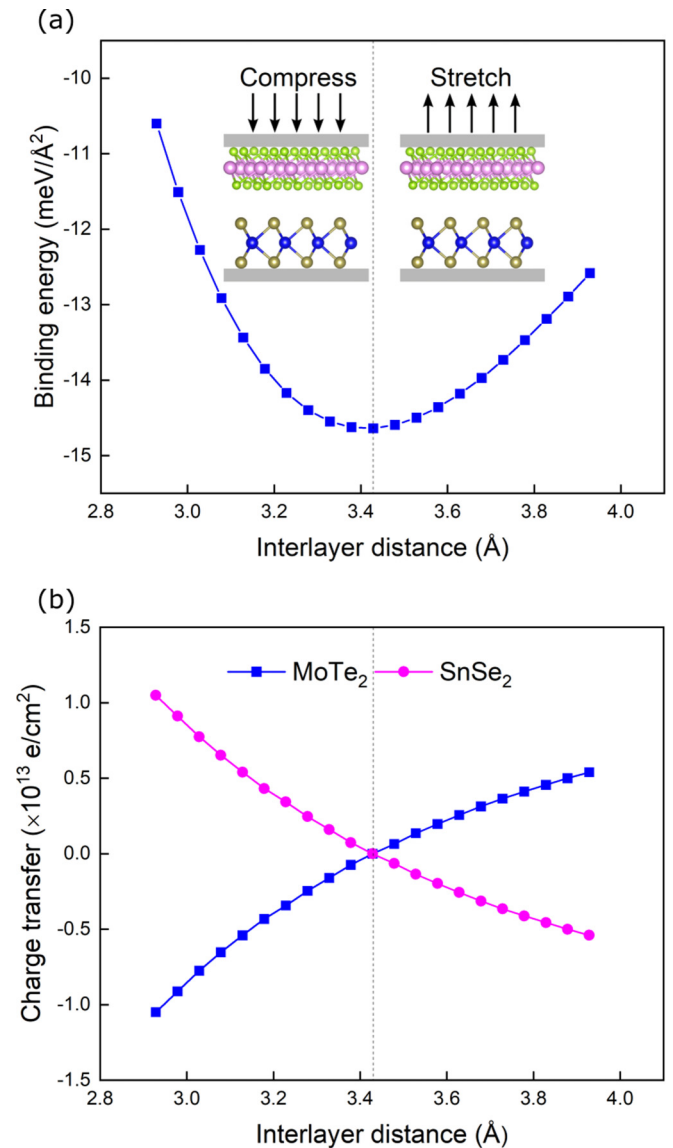 (a)
Compress Stretch
-10
-11
-12
-13
-14
-15
Binding energy (meV/Å²)
2.8 3.0 3.2 3.4 3.6 3.8 4.0
Interlayer distance (Å)
(b)
MoTe₂ SnSe₂
1.5
1.0
0.5
0.0
-0.5
-1.0
-1.5
Charge transfer (×10¹³ e/cm²)
2.8 3.0 3.2 3.4 3.6 3.8 4.0
Interlayer distance (Å)